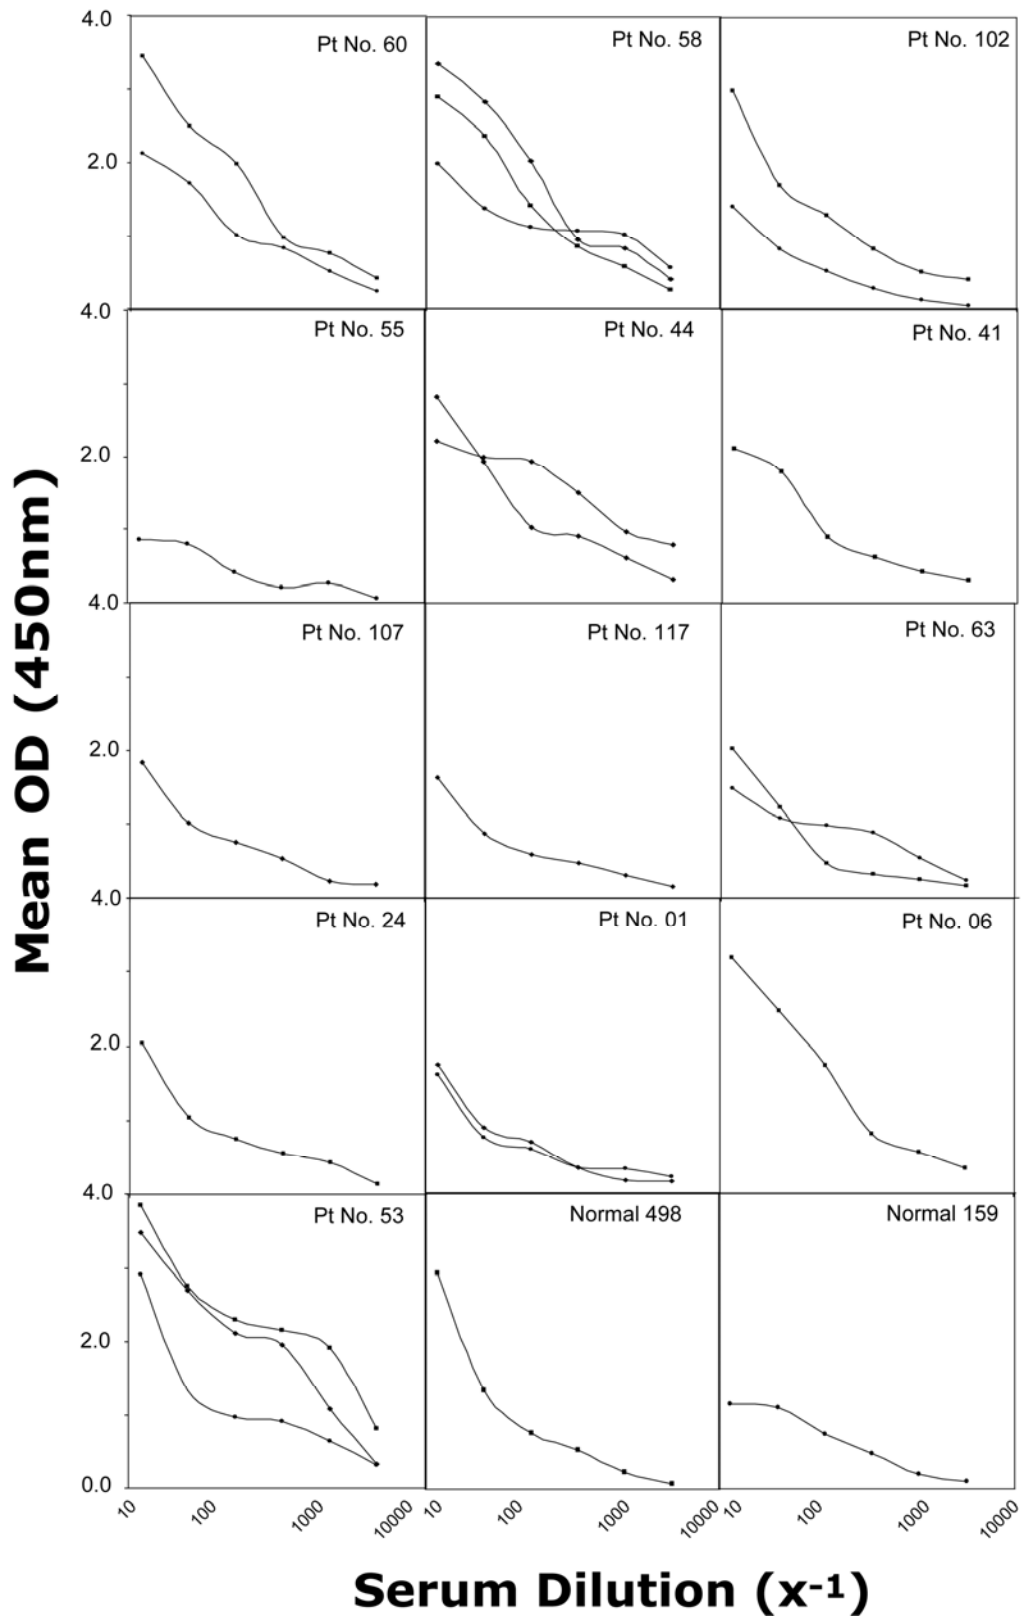 4.0
Pt No. 60
Pt No. 58
Pt No. 102
2.0
4.0
Pt No. 55
Pt No. 44
Pt No. 41
2.0
4.0
Pt No. 107
Pt No. 117
Pt No. 63
2.0
4.0
Pt No. 24
Pt No. 01
Pt No. 06
2.0
4.0
Pt No. 53
Normal 498
Normal 159
2.0
0.0
Mean OD (450nm)
10
100
1000
10000
10
100
1000
10000
10
100
1000
10000
Serum Dilution (x-1)